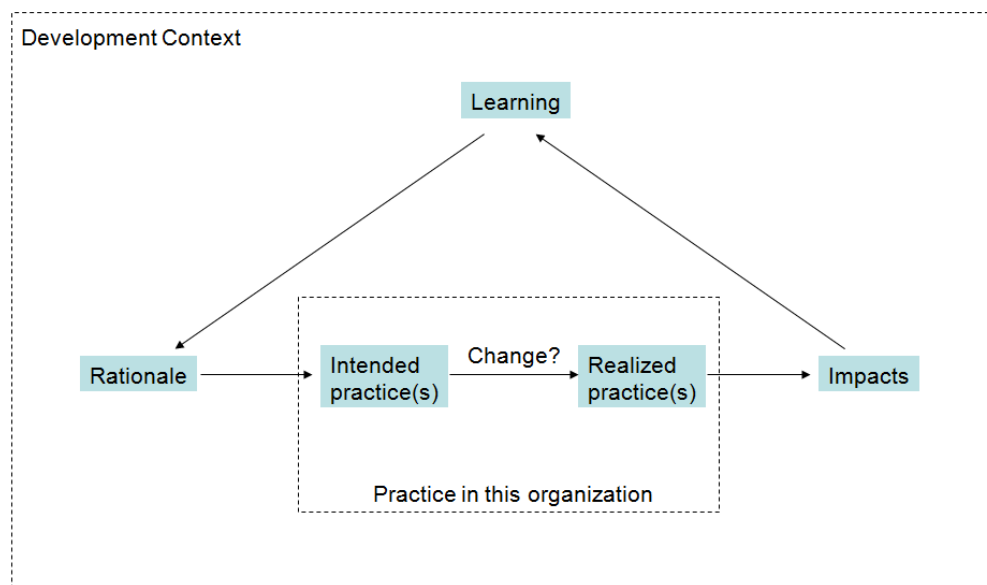 Development Context
Learning
Rationale
Intended
practice(s)
Change?
Realized
practice(s)
Impacts
Practice in this organization